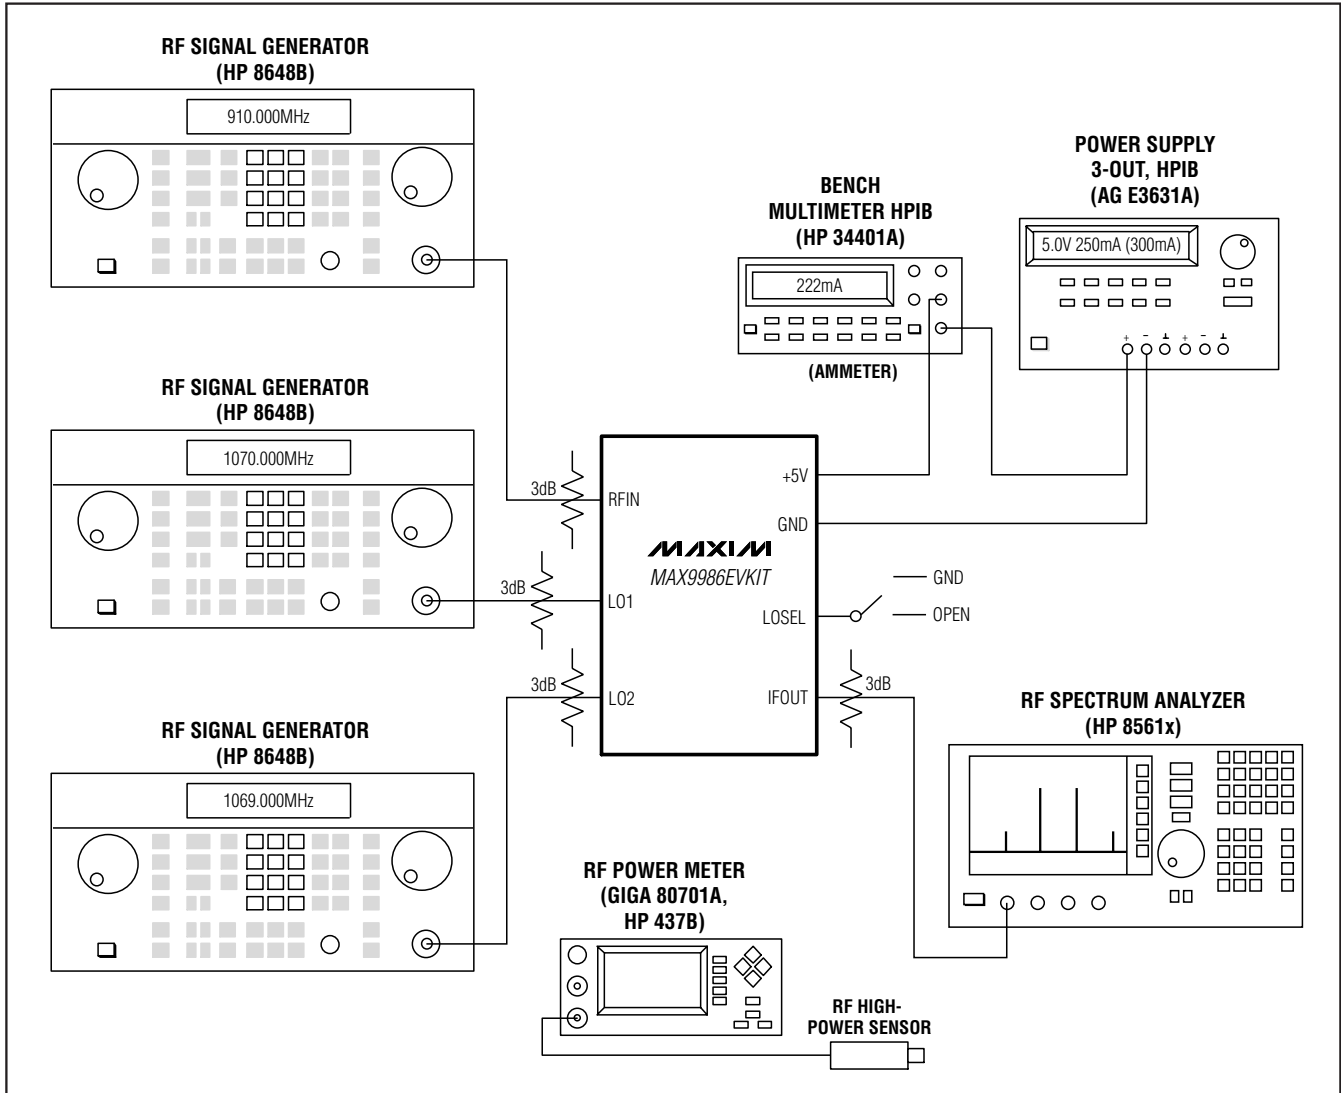 RF SIGNAL GENERATOR
(HP 8648B)
910.000MHz
POWER SUPPLY
3-OUT, HPIB
(AG E3631A)
5.0V 250mA (300mA)
+ - ⊥ + - ⊥
BENCH
MULTIMETER HPIB
(HP 34401A)
222mA
(AMMETER)
RF SIGNAL GENERATOR
(HP 8648B)
1070.000MHz
3dB
RFIN
+5V
GND
MAXIM
MAX9986EVKIT
3dB
LO1
LOSEL
GND
OPEN
3dB
LO2
IFOUT
3dB
RF SIGNAL GENERATOR
(HP 8648B)
1069.000MHz
RF SPECTRUM ANALYZER
(HP 8561x)
RF POWER METER
(GIGA 80701A,
HP 437B)
RF HIGH-
POWER SENSOR